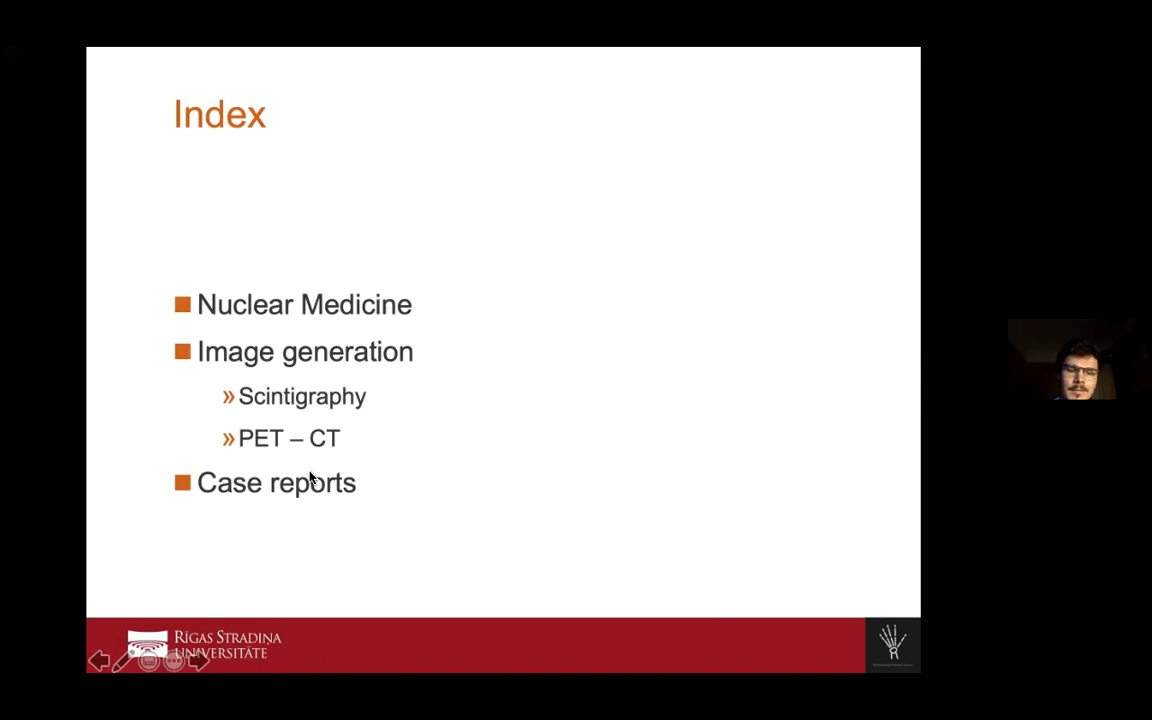 Index
Nuclear Medicine
Image generation
» Scintigraphy
» PET – CT
Case reports
RĪGAS STRADIŅA
UNIVERSITĀTE